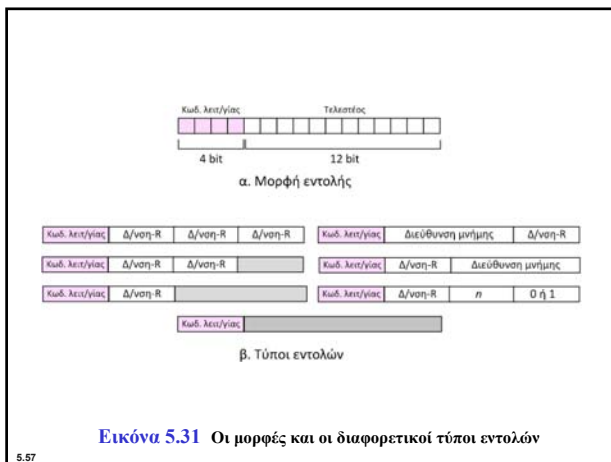 Κωδ. λειτ/γίας Τελεστέος
4 bit 12 bit
α. Μορφή εντολής
Κωδ. λειτ/γίας Δ/νση-R Δ/νση-R Δ/νση-R
Κωδ. λειτ/γίας Διεύθυνση μνήμης Δ/νση-R
Κωδ. λειτ/γίας Δ/νση-R Δ/νση-R
Κωδ. λειτ/γίας Δ/νση-R Διεύθυνση μνήμης
Κωδ. λειτ/γίας Δ/νση-R
Κωδ. λειτ/γίας Δ/νση-R n 0 ή 1
Κωδ. λειτ/γίας
β. Τύποι εντολών
Εικόνα 5.31 Οι μορφές και οι διαφορετικοί τύποι εντολών
5.57